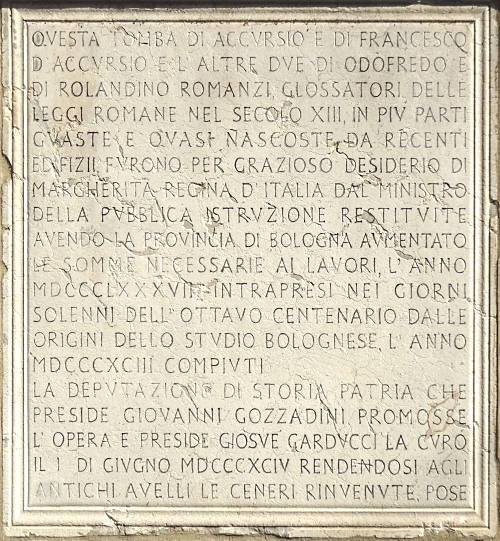 QVESTA TOMBA DI ACCVRSIO E DI FRANCESCO
D ACCVRSIO E L' ALTRE DVE DI ODOFREDO E
DI ROLANDINO ROMANZI, GLOSSATORI DELLE
LEGGI ROMANE NEL SECOLO XIII, IN PIV PARTI
GVASTE E QVASI NASCOSTE DA RECENTI
EDIFIZII, FVRONO PER GRAZIOSO DESIDERIO DI
MARGHERITA REGINA D' ITALIA DAL MINISTRO
DELLA PVBBLICA ISTRVZIONE RESTITVITE
AVENDO LA PROVINCIA DI BOLOGNA AVMENTATO
LE SOMME NECESSARIE AI LAVORI, L' ANNO
MDCCCLXXXVIII INTRAPRESI NEI GIORNI
SOLENNI DELL' OTTAVO CENTENARIO DALLE
ORIGINI DELLO STVDIO BOLOGNESE, L' ANNO
MDCCCXCIII COMPIVTI
LA DEPVTAZIONE DI STORIA PATRIA CHE
PRESIDE GIOVANNI GOZZADINI PROMOSSE
L' OPERA E PRESIDE GIOSVE CARDVCCI LA CVRO
IL I DI GIVGNO MDCCCXCIV RENDENDOSI AGLI
ANTICHI AVELLI LE CENERI RINVENVTE, POSE